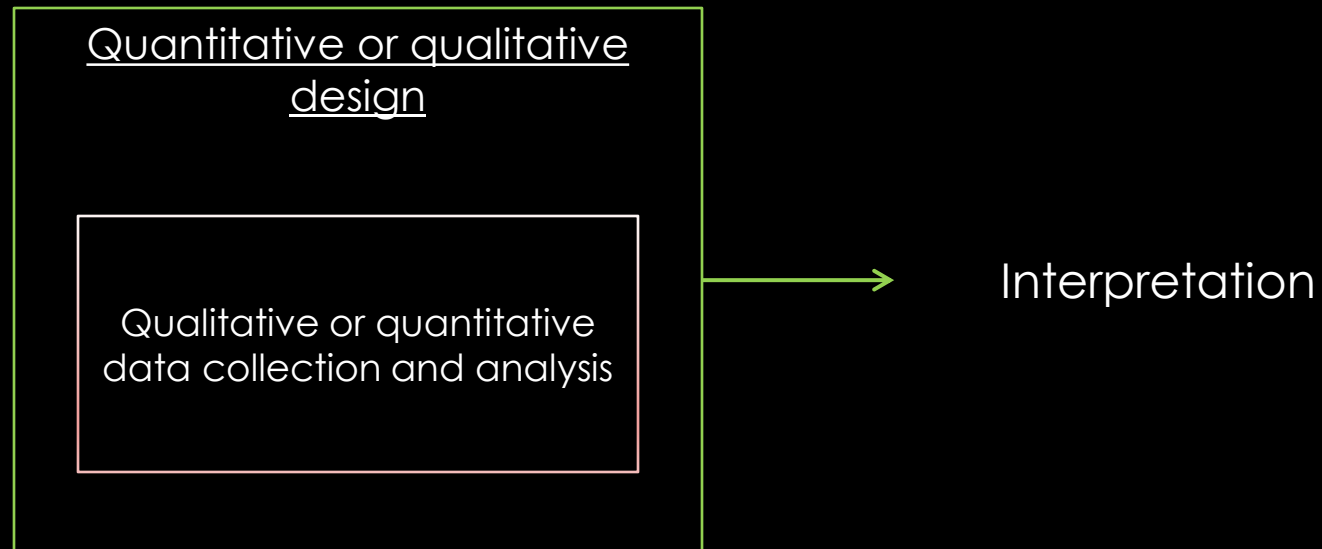 Quantitative or qualitative
design
Qualitative or quantitative
data collection and analysis
Interpretation